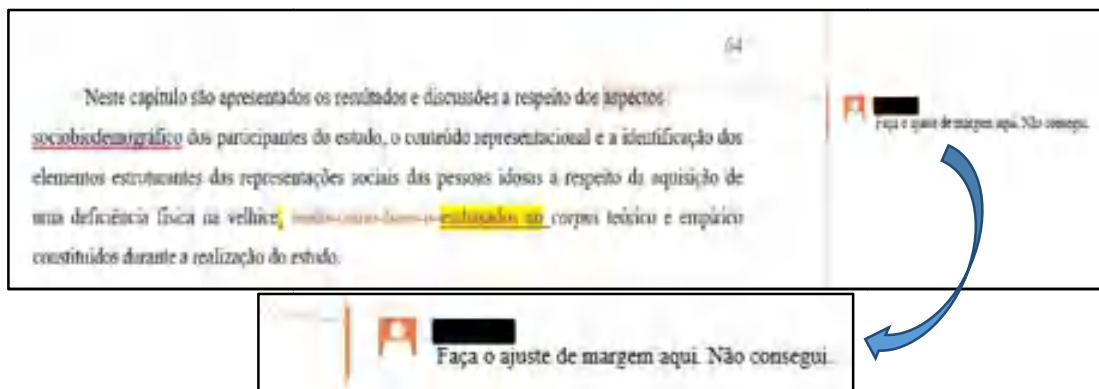 64
Neste capítulo são apresentados os resultados e discussões a respeito dos aspectos
sociobiodemográfico dos participantes do estudo, o conteúdo representacional e a identificação dos
elementos estruturantes das representações sociais das pessoas idosas a respeito da aquisição de
uma deficiência física na velhice, tendo como base o embasados no corpus teórico e empírico
constituídos durante a realização do estudo.
Faça o ajuste de margem aqui. Não consegui.
Faça o ajuste de margem aqui. Não consegui.